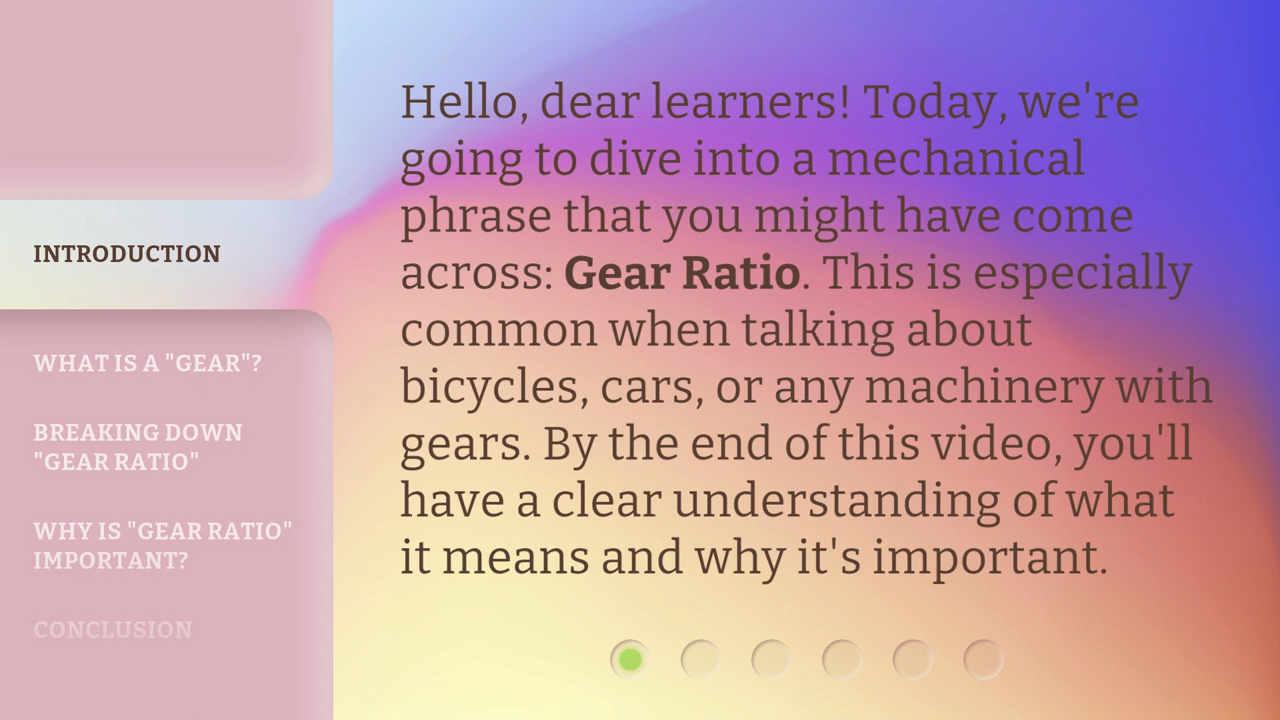 INTRODUCTION
WHAT IS A "GEAR"?
BREAKING DOWN
"GEAR RATIO"
WHY IS "GEAR RATIO"
IMPORTANT?
CONCLUSION
Hello, dear learners! Today, we're
going to dive into a mechanical
phrase that you might have come
across: Gear Ratio. This is especially
common when talking about
bicycles, cars, or any machinery with
gears. By the end of this video, you'll
have a clear understanding of what
it means and why it's important.